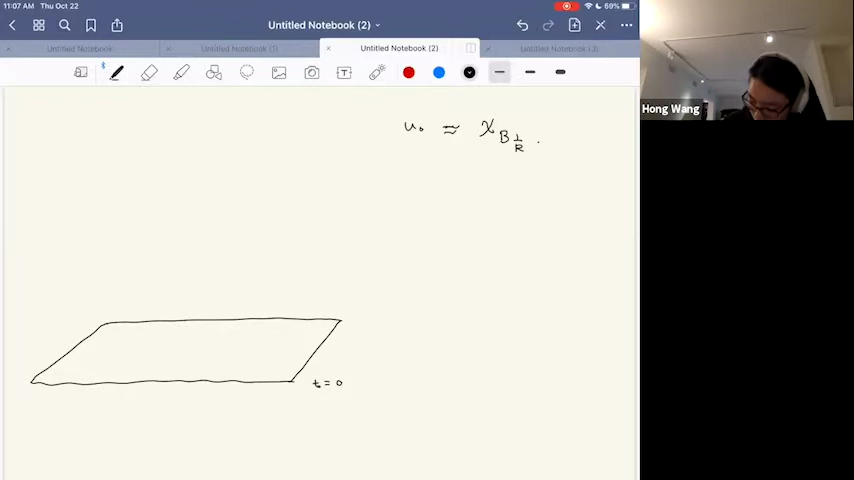 11:07 AM Thu Oct 22
69%
Untitled Notebook (2)
Untitled Notebook
Untitled Notebook (1)
Untitled Notebook (2)
Untitled Notebook (3)
T
Hong Wang
u₀ ≈ χ_{B_{1/R}} .
t = 0